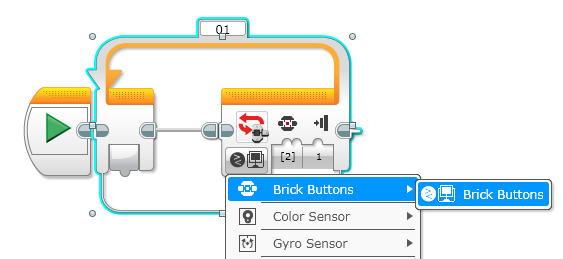 01
[2] 1
Brick Buttons
Brick Buttons
Color Sensor
Gyro Sensor